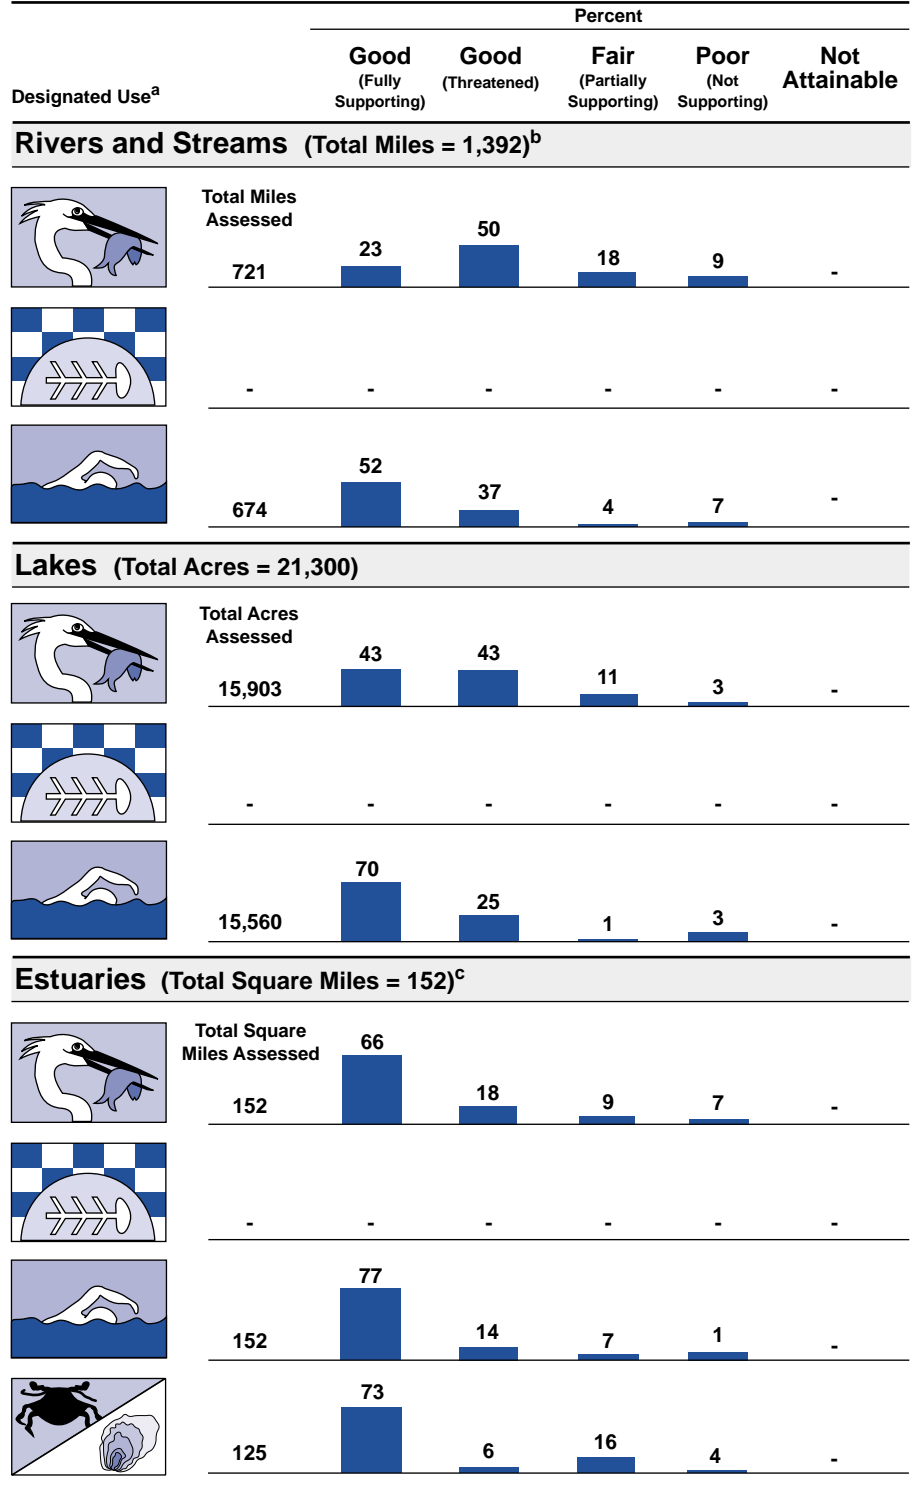 Percent
Designated Useᵃ
Good (Fully Supporting)
Good (Threatened)
Fair (Partially Supporting)
Poor (Not Supporting)
Not Attainable
Rivers and Streams (Total Miles = 1,392)ᵇ
Total Miles Assessed
721 23 50 18 9 -
- - - - - -
674 52 37 4 7 -
Lakes (Total Acres = 21,300)
Total Acres Assessed
15,903 43 43 11 3 -
- - - - - -
15,560 70 25 1 3 -
Estuaries (Total Square Miles = 152)ᶜ
Total Square Miles Assessed
152 66 18 9 7 -
- - - - - -
152 77 14 7 1 -
125 73 6 16 4 -